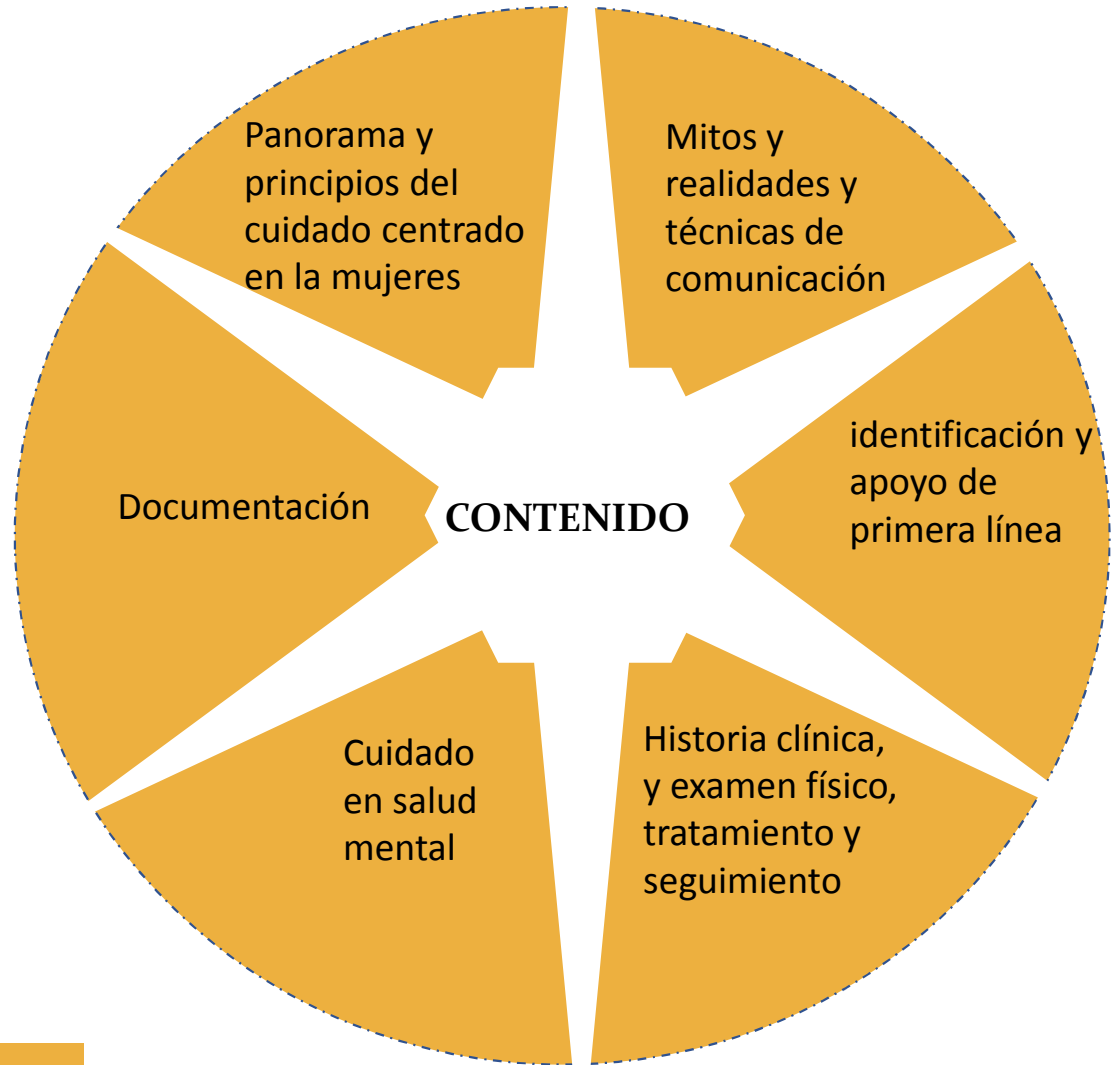 Panorama y
principios del
cuidado centrado
en la mujeres
Mitos y
realidades y
técnicas de
comunicación
identificación y
apoyo de
primera línea
Historia clínica,
y examen físico,
tratamiento y
seguimiento
Cuidado
en salud
mental
Documentación
CONTENIDO